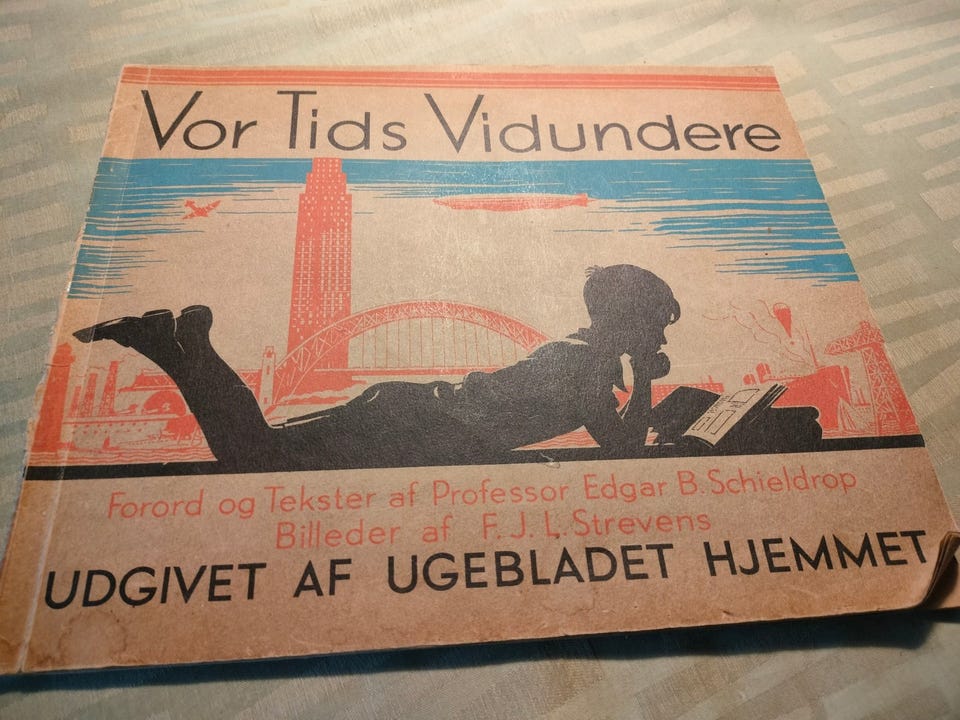 Vor Tids Vidundere
Forord og Tekster af Professor Edgar B. Schieldrop
Billeder af F. J. L. Strevens
UDGIVET AF UGEBLADET HJEMMET